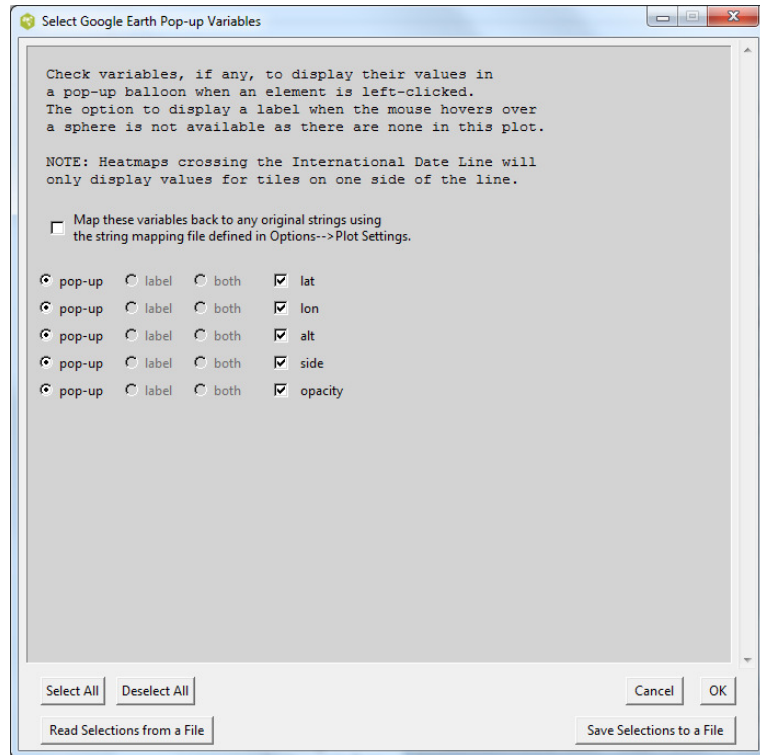 Select Google Earth Pop-up Variables
Check variables, if any, to display their values in
a pop-up balloon when an element is left-clicked.
The option to display a label when the mouse hovers over
a sphere is not available as there are none in this plot.
NOTE: Heatmaps crossing the International Date Line will
only display values for tiles on one side of the line.
Map these variables back to any original strings using
the string mapping file defined in Options-->Plot Settings.
pop-up label both lat
pop-up label both lon
pop-up label both alt
pop-up label both side
pop-up label both opacity
Select All Deselect All Cancel OK
Read Selections from a File Save Selections to a File